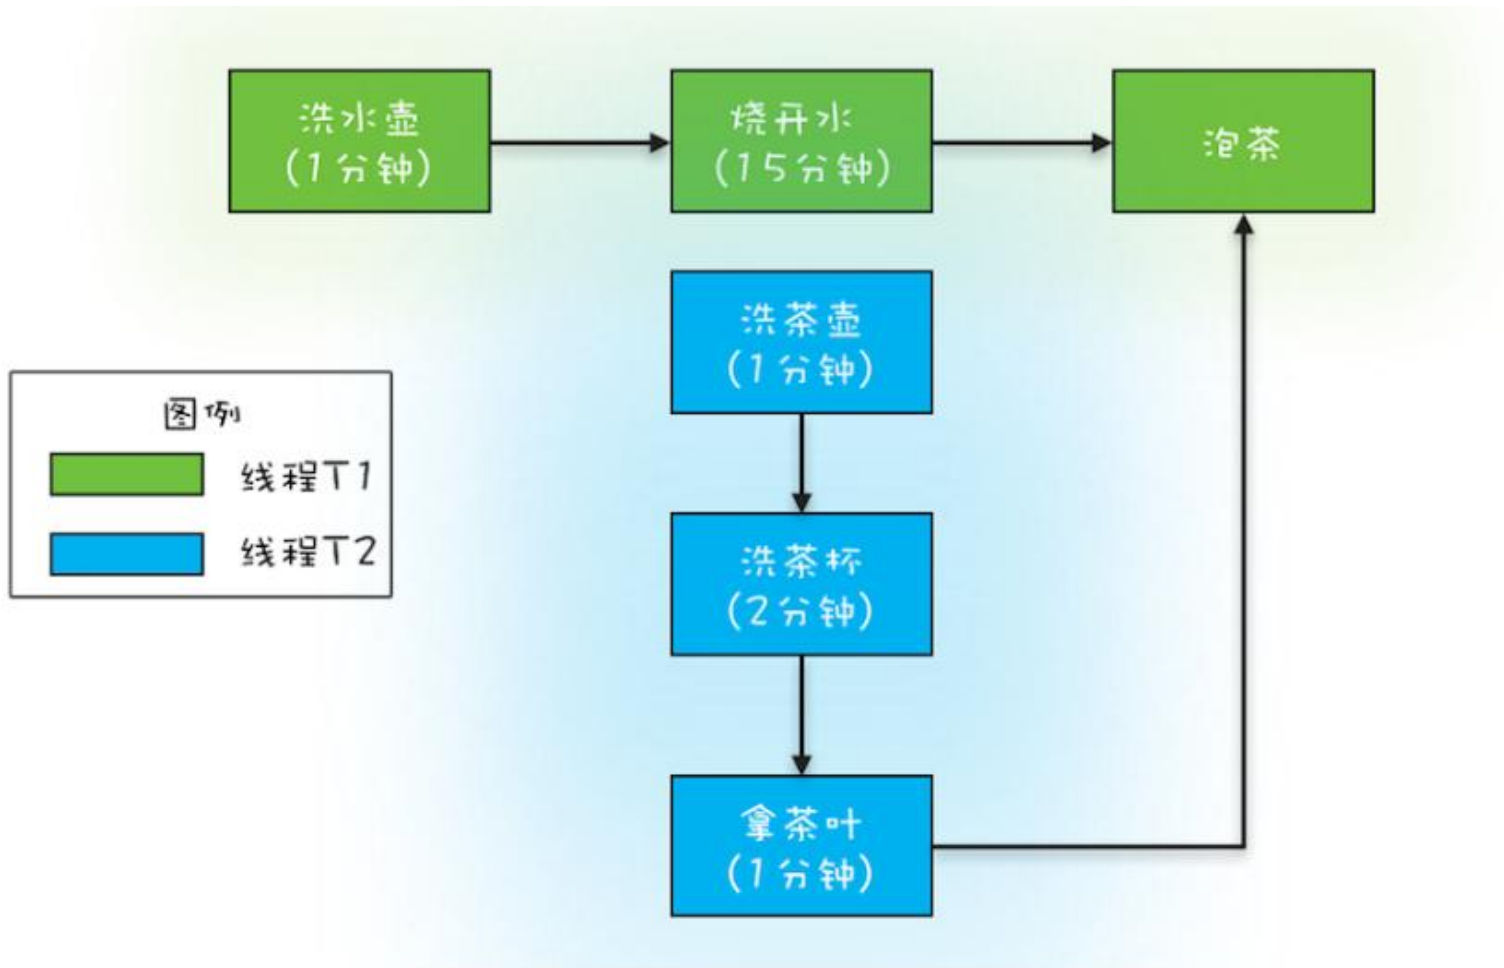 洗水壶
(1分钟)
烧开水
(15分钟)
泡茶
洗茶壶
(1分钟)
图例
线程T1
线程T2
洗茶杯
(2分钟)
拿茶叶
(1分钟)